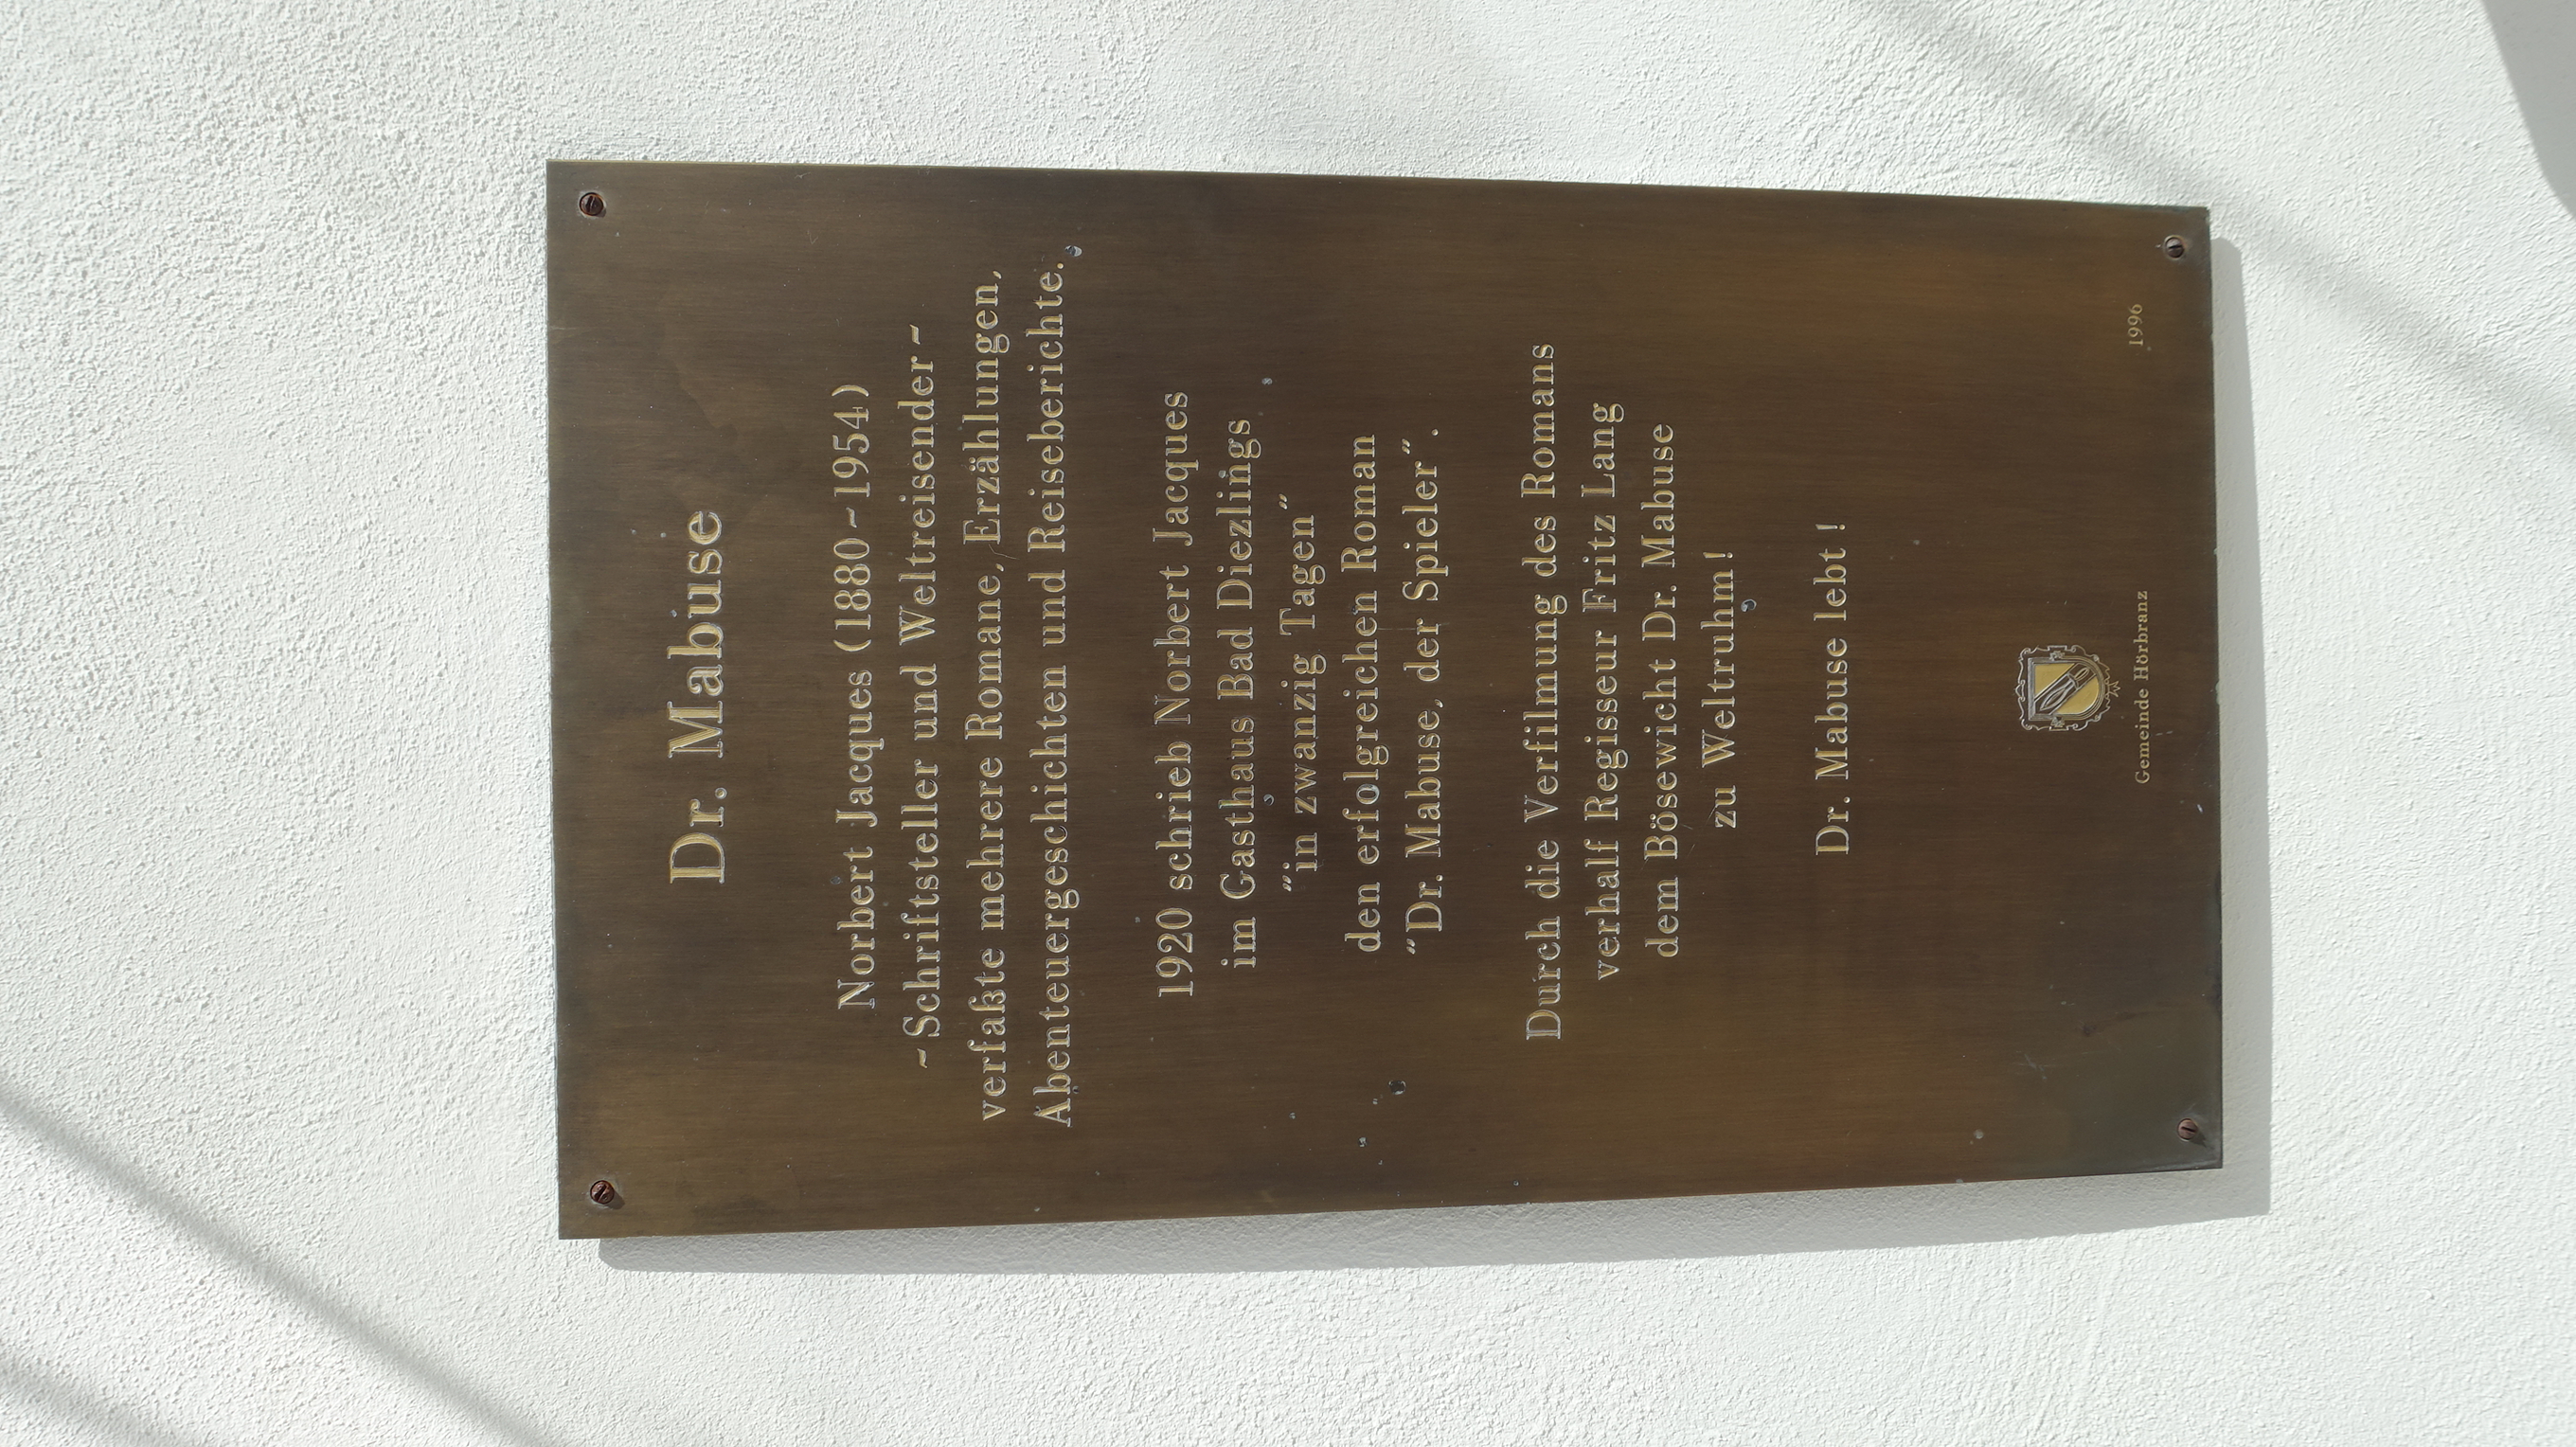 Dr. Mabuse
Norbert Jacques (1880-1954)
-Schriftsteller und Weltreisender-
verfaßte mehrere Romane, Erzählungen,
Abenteuergeschichten und Reiseberichte.
1920 schrieb Norbert Jacques
im Gasthaus Bad Diezlings
"in zwanzig Tagen"
den erfolgreichen Roman
"Dr. Mabuse, der Spieler".
Durch die Verfilmung des Romans
verhalf Regisseur Fritz Lang
dem Bösewicht Dr. Mabuse
zu Weltruhm!
Dr. Mabuse lebt!
Gemeinde Hörbranz
1996